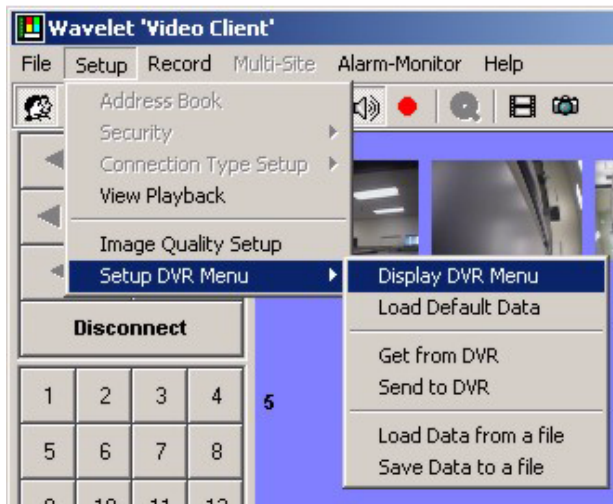 Wavelet 'Video Client'
File Setup Record Multi-Site Alarm-Monitor Help
Address Book
Security
Connection Type Setup
View Playback
Image Quality Setup
Setup DVR Menu
Display DVR Menu
Load Default Data
Get from DVR
Send to DVR
Load Data from a file
Save Data to a file
Disconnect
1 2 3 4 5
5 6 7 8
9 10 11 12